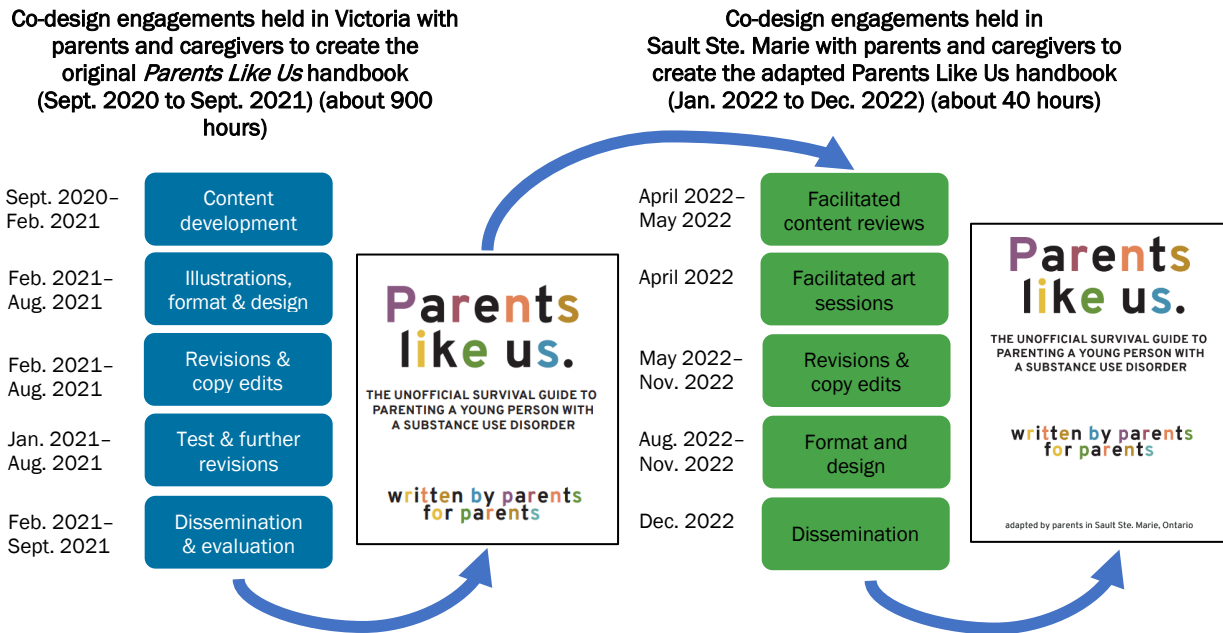 Co-design engagements held in Victoria with
parents and caregivers to create the
original Parents Like Us handbook
(Sept. 2020 to Sept. 2021) (about 900
hours)
Sept. 2020–
Feb. 2021
Content
development
Feb. 2021–
Aug. 2021
Illustrations,
format & design
Feb. 2021–
Aug. 2021
Revisions &
copy edits
Jan. 2021–
Aug. 2021
Test & further
revisions
Feb. 2021–
Sept. 2021
Dissemination
& evaluation
Parents
like us.
THE UNOFFICIAL SURVIVAL GUIDE TO
PARENTING A YOUNG PERSON WITH
A SUBSTANCE USE DISORDER
written by parents
for parents
Co-design engagements held in
Sault Ste. Marie with parents and caregivers to
create the adapted Parents Like Us handbook
(Jan. 2022 to Dec. 2022) (about 40 hours)
April 2022–
May 2022
Facilitated
content reviews
April 2022
Facilitated art
sessions
May 2022–
Nov. 2022
Revisions &
copy edits
Aug. 2022–
Nov. 2022
Format and
design
Dec. 2022
Dissemination
Parents
like us.
THE UNOFFICIAL SURVIVAL GUIDE TO
PARENTING A YOUNG PERSON WITH
A SUBSTANCE USE DISORDER
written by parents
for parents
adapted by parents in Sault Ste. Marie, Ontario